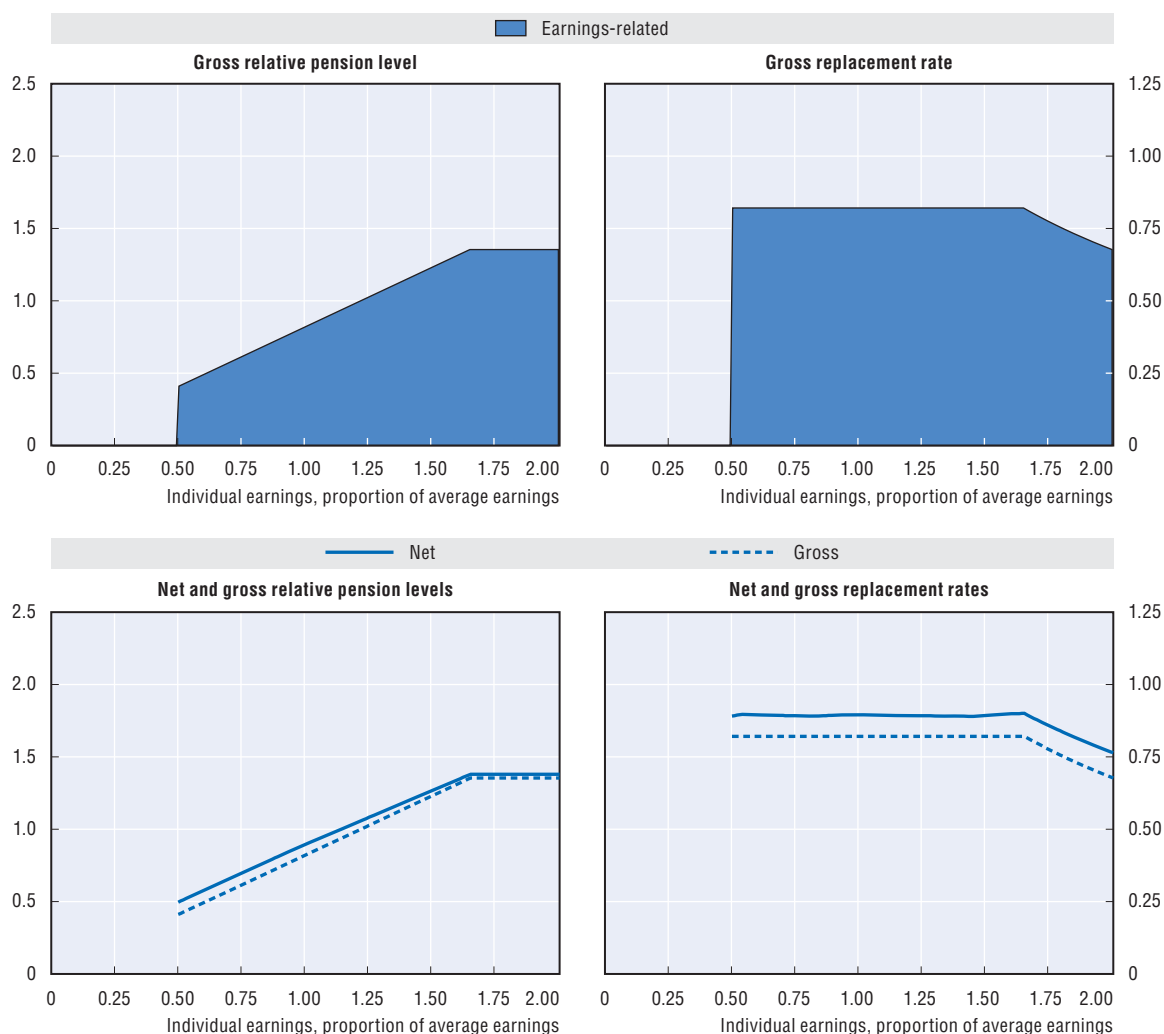 Earnings-related
Gross relative pension level
Gross replacement rate
2.5
2.0
1.5
1.0
0.5
0
1.25
1.00
0.75
0.50
0.25
0
0 0.25 0.50 0.75 1.00 1.25 1.50 1.75 2.00
Individual earnings, proportion of average earnings
0 0.25 0.50 0.75 1.00 1.25 1.50 1.75 2.00
Individual earnings, proportion of average earnings
Net Gross
Net and gross relative pension levels
Net and gross replacement rates
2.5
2.0
1.5
1.0
0.5
0
1.25
1.00
0.75
0.50
0.25
0
0 0.25 0.50 0.75 1.00 1.25 1.50 1.75 2.00
Individual earnings, proportion of average earnings
0 0.25 0.50 0.75 1.00 1.25 1.50 1.75 2.00
Individual earnings, proportion of average earnings